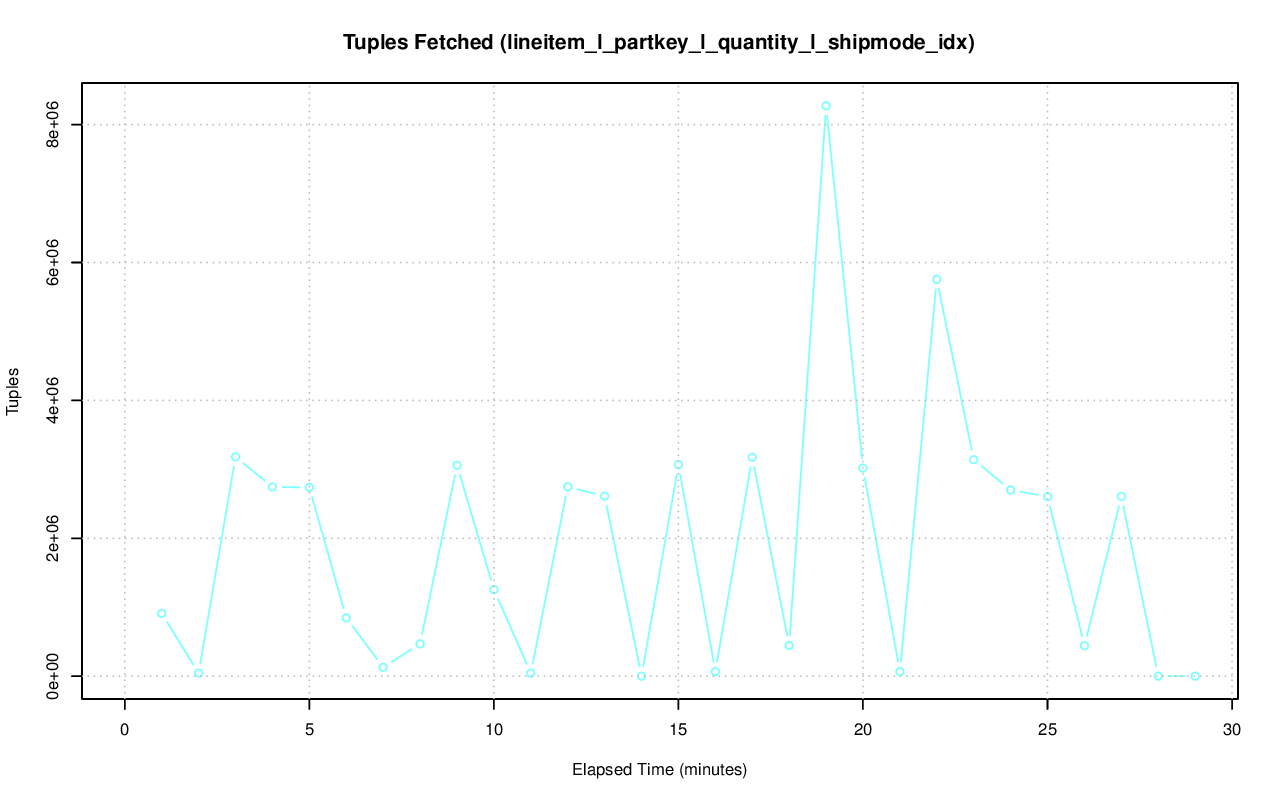 Tuples Fetched (lineitem_l_partkey_l_quantity_l_shipmode_idx)
8e+06
6e+06
4e+06
2e+06
0e+00
Tuples
0 5 10 15 20 25 30
Elapsed Time (minutes)